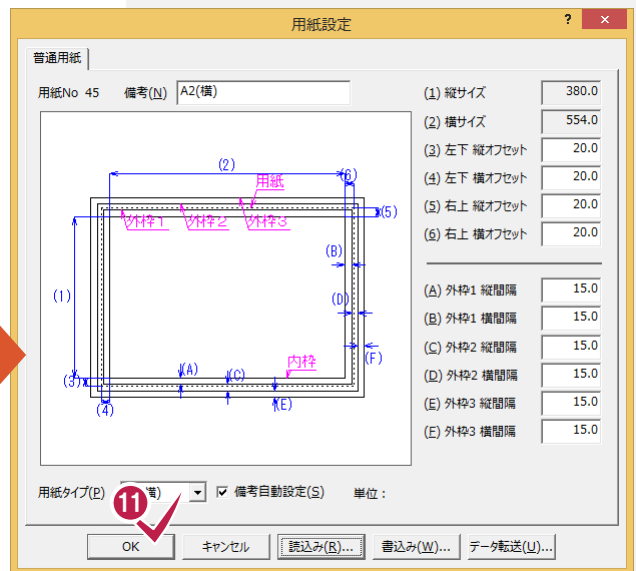 用紙設定
? ×
普通用紙
用紙No 45 備考(N) A2(横)
(1) 縦サイズ 380.0
(2) 横サイズ 554.0
(3) 左下 縦オフセット 20.0
(4) 左下 横オフセット 20.0
(5) 右上 縦オフセット 20.0
(6) 右上 横オフセット 20.0
(A) 外枠1 縦間隔 15.0
(B) 外枠1 横間隔 15.0
(C) 外枠2 縦間隔 15.0
(D) 外枠2 横間隔 15.0
(E) 外枠3 縦間隔 15.0
(F) 外枠3 横間隔 15.0
(2)
用紙
(6)
外枠1 外枠2 外枠3
(5)
(B)
(1)
(D)
内枠
(F)
(A)
(C)
(3)
(4)
(E)
用紙タイプ(P) 横) 備考自動設定(S) 単位 :
11
OK キャンセル 読込み(R)... 書込み(W)... データ転送(U)...